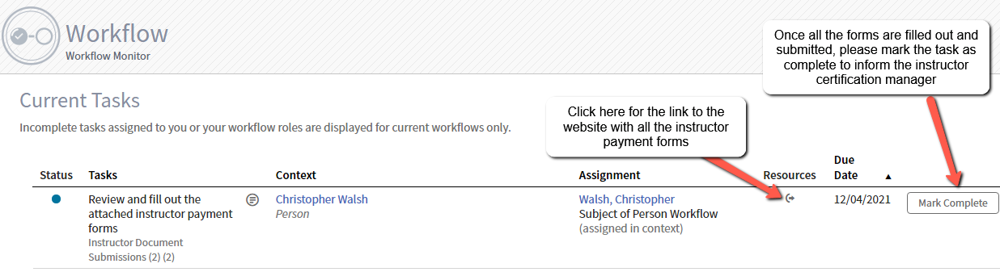 Workflow
Workflow Monitor
Once all the forms are filled out and
submitted, please mark the task as
complete to inform the instructor
certification manager
Current Tasks
Incomplete tasks assigned to you or your workflow roles are displayed for current workflows only.
Click here for the link to the
website with all the instructor
payment forms
Status Tasks Context Assignment Resources Due
Date
Review and fill out the
attached instructor payment
forms
Instructor Document
Submissions (2) (2)
Christopher Walsh
Person
Walsh, Christopher
Subject of Person Workflow
(assigned in context)
12/04/2021
Mark Complete